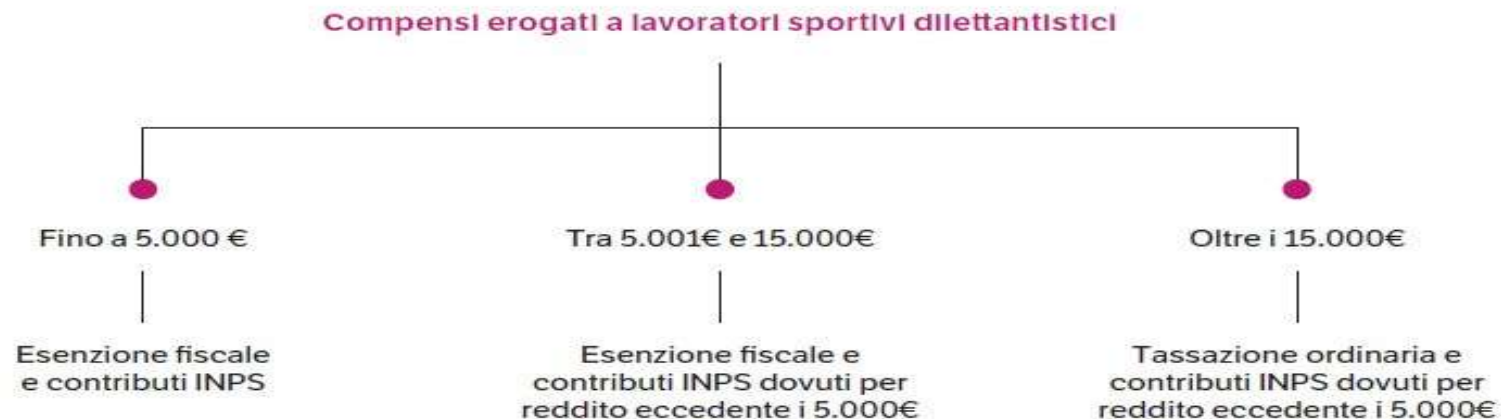 Compensi erogati a lavoratori sportivi dilettantistici
Fino a 5.000 €
Tra 5.001€ e 15.000€
Oltre i 15.000€
Esenzione fiscale
e contributi INPS
Esenzione fiscale e
contributi INPS dovuti per
reddito eccedente i 5.000€
Tassazione ordinaria e
contributi INPS dovuti per
reddito eccedente i 5.000€